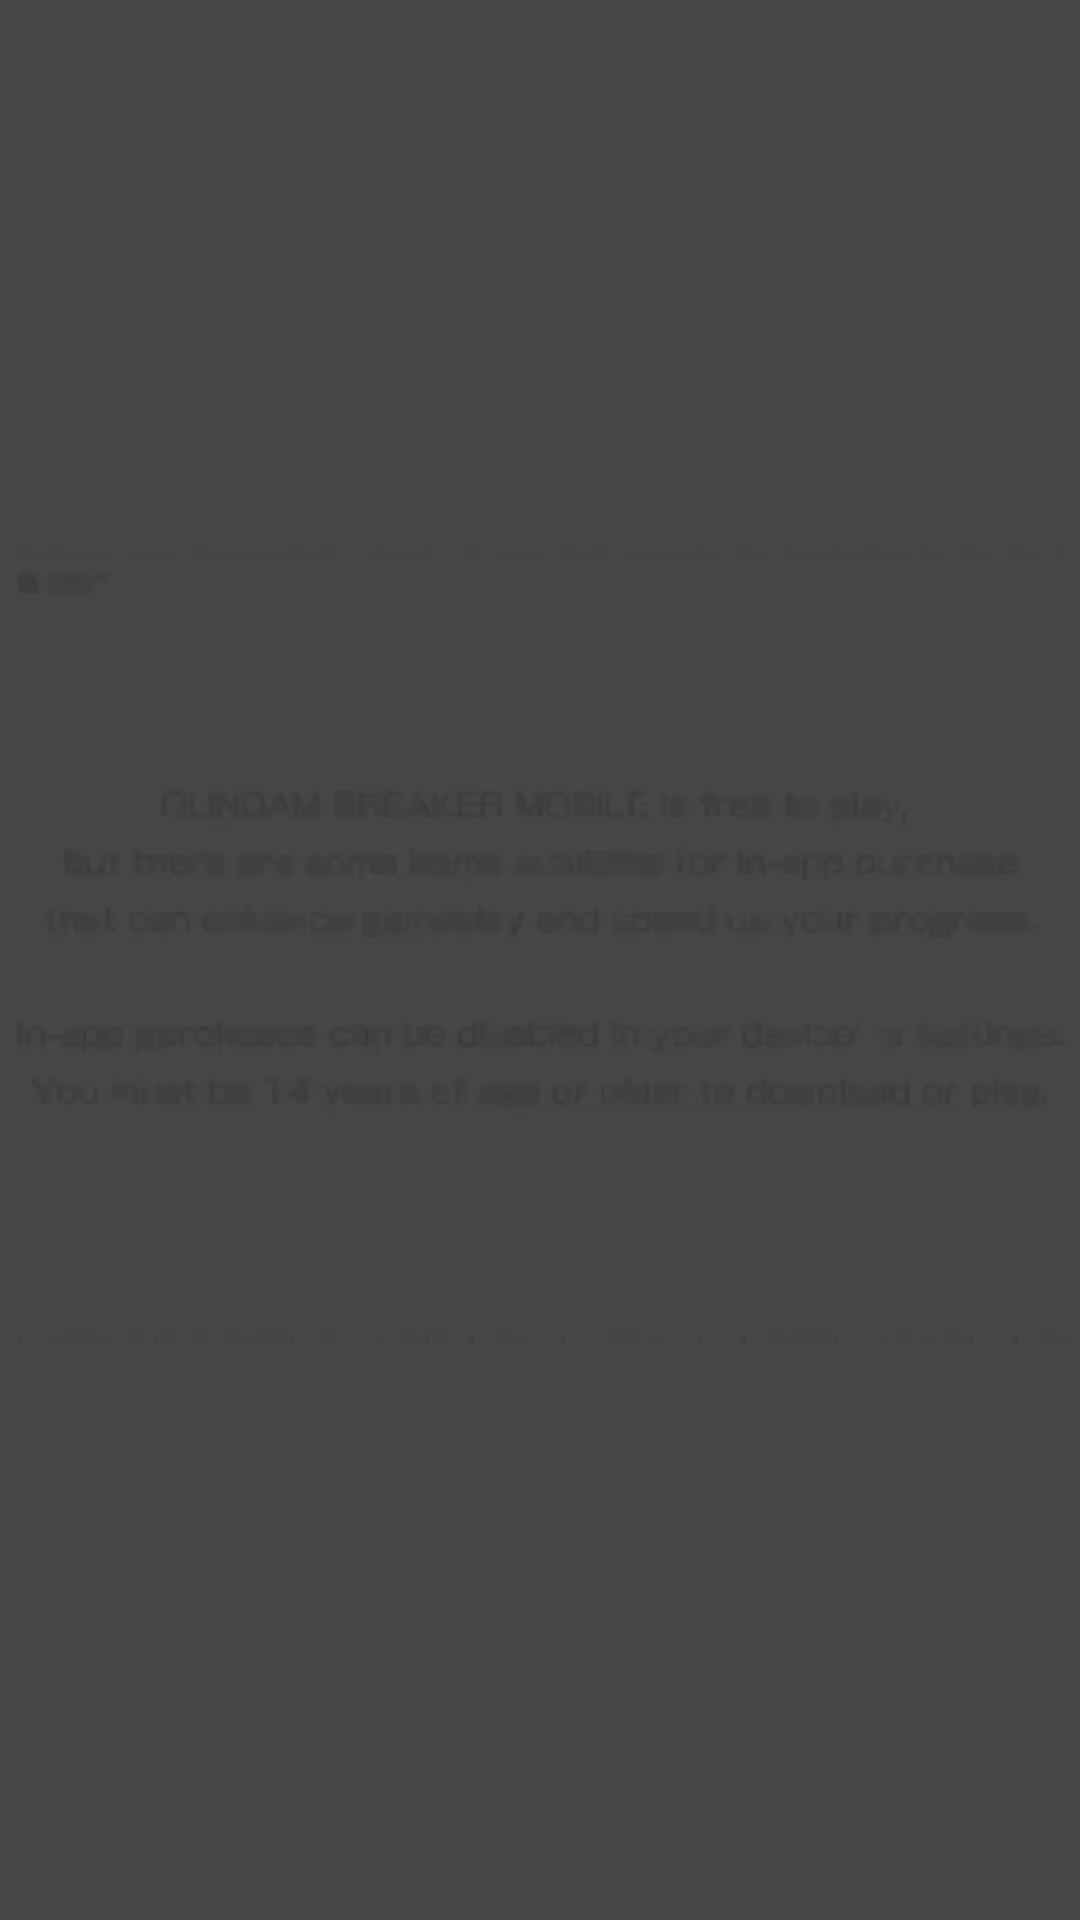 GUNDAM BREAKER MOBILE is free to play,
but there are some items available for in-app purchase
that can enhance gameplay and speed up your progress.
In-app purchases can be disabled in your device's settings.
You must be 14 years of age or older to download or play.